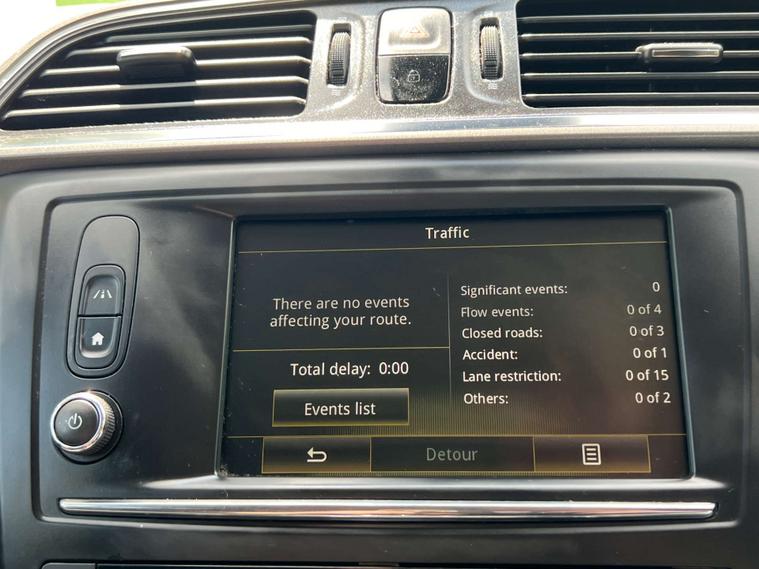 Traffic
There are no events
affecting your route.
Total delay: 0:00
Events list
Significant events: 0
Flow events: 0 of 4
Closed roads: 0 of 3
Accident: 0 of 1
Lane restriction: 0 of 15
Others: 0 of 2
Detour